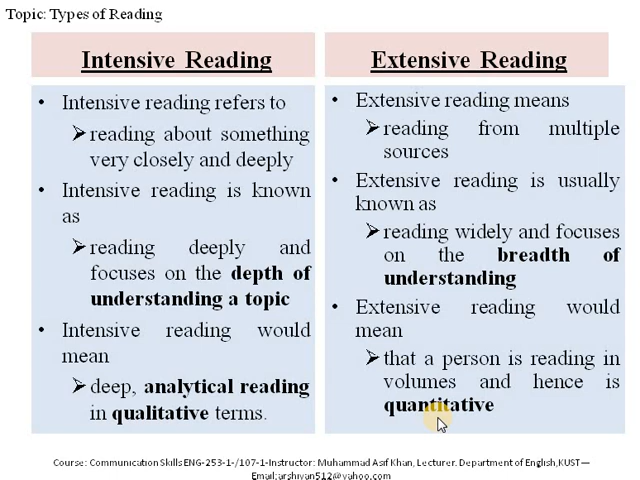 Topic: Types of Reading
Intensive Reading
• Intensive reading refers to
➢ reading about something
very closely and deeply
• Intensive reading is known
as
➢ reading deeply and
focuses on the depth of
understanding a topic
• Intensive reading would
mean
➢ deep, analytical reading
in qualitative terms.
Extensive Reading
• Extensive reading means
➢ reading from multiple
sources
• Extensive reading is usually
known as
➢ reading widely and focuses
on the breadth of
understanding
• Extensive reading would
mean
➢ that a person is reading in
volumes and hence is
quantitative
Course: Communication Skills ENG-253-1-/107-1-Instructor: Muhammad Asif Khan, Lecturer. Department of English,KUST—
Email;arshivan512@yahoo.com